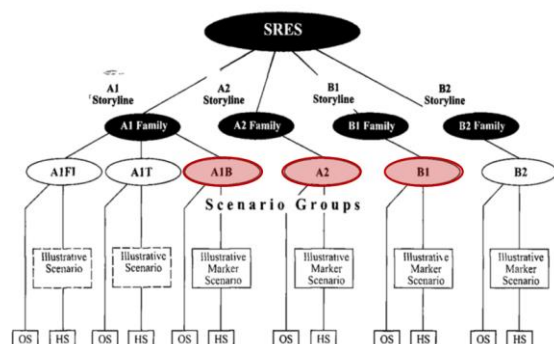 SRES
A1 Storyline
A2 Storyline
B1 Storyline
B2 Storyline
A1 Family
A2 Family
B1 Family
B2 Family
A1FI
A1T
A1B
A2
B1
B2
Scenario Groups
Illustrative Scenario
Illustrative Scenario
Illustrative Marker Scenario
Illustrative Marker Scenario
Illustrative Marker Scenario
Illustrative Marker Scenario
OS HS OS HS OS HS OS HS OS HS OS HS